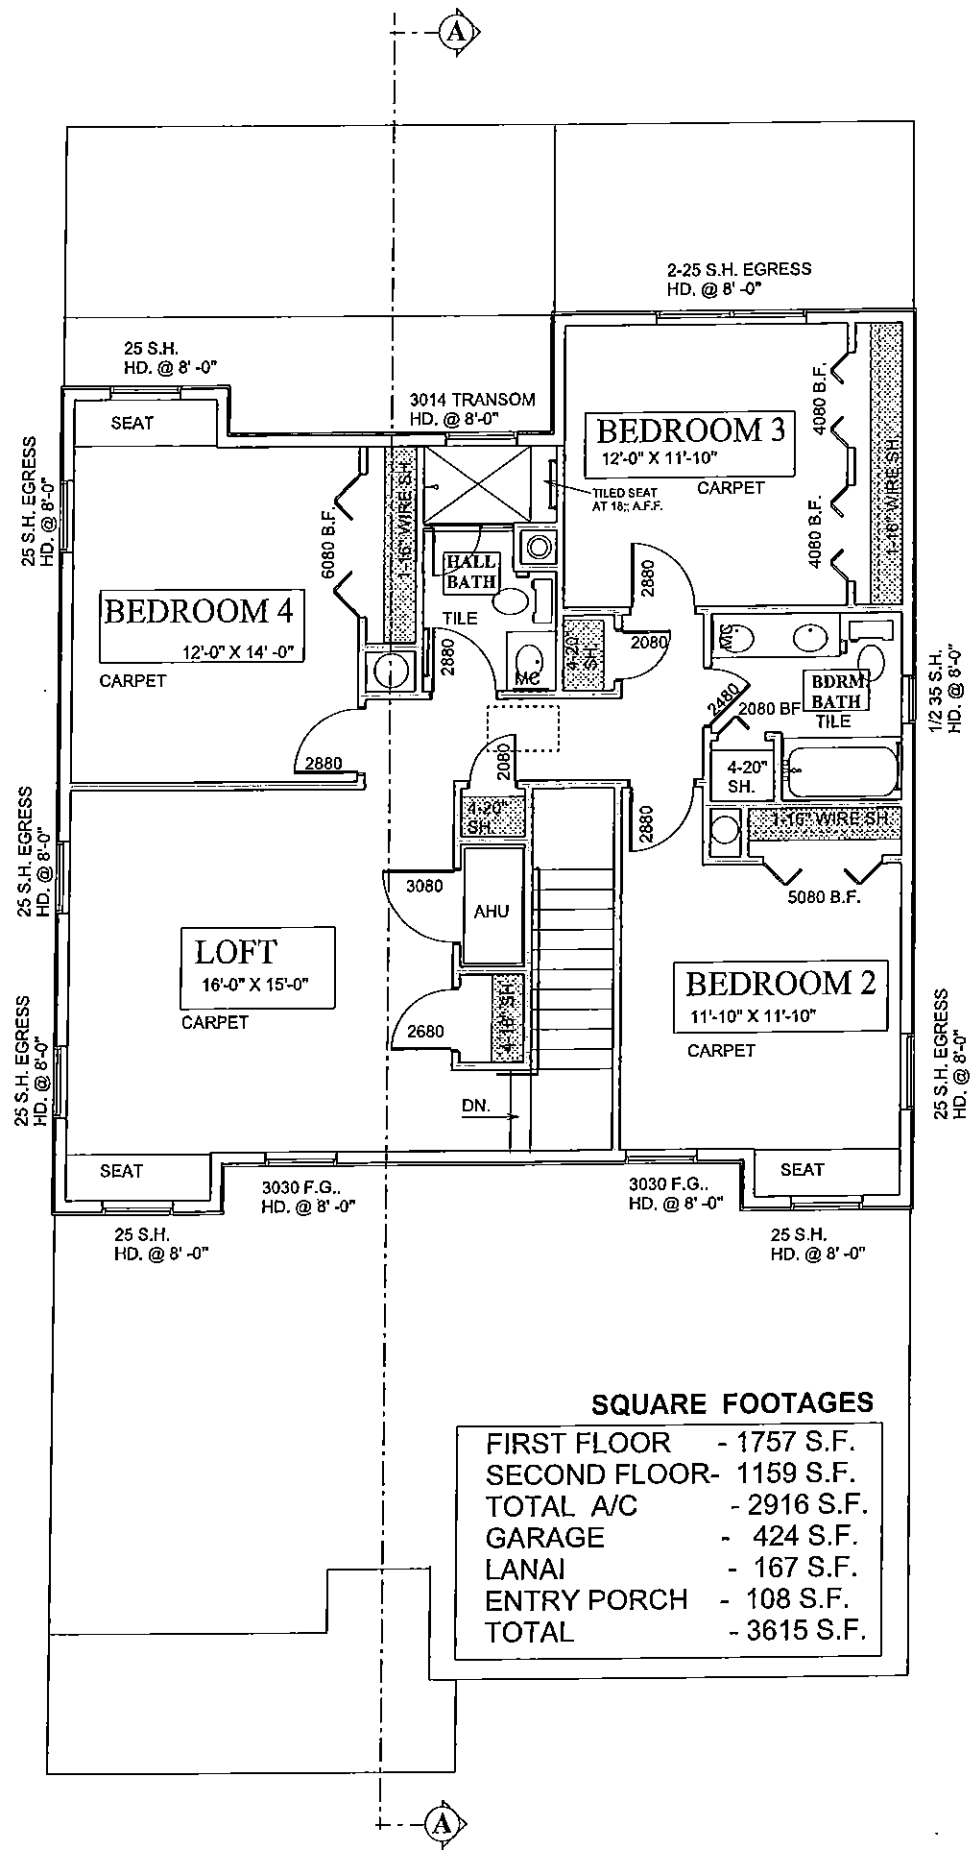 A
2-25 S.H. EGRESS
HD. @ 8' -0"
25 S.H.
HD. @ 8' -0"
3014 TRANSOM
HD. @ 8'-0"
SEAT
BEDROOM 3
12'-0" X 11'-10"
CARPET
4080 B.F.
4080 B.F.
1-16" WIRE SH.
TILED SEAT
AT 18;; A.F.F.
25 S.H. EGRESS
HD. @ 8'-0"
6080 B.F.
1-16" WIRE SH.
HALL
BATH
TILE
2880
BEDROOM 4
12'-0" X 14' -0"
CARPET
2880
MC
4-20"
SH.
2080
MC
BDRM.
BATH
TILE
2480
2080 BF
1/2 35 S.H.
HD. @ 8'-0"
2880
2080
4-20"
SH.
4-20"
SH.
2880
1-16" WIRE SH.
5080 B.F.
25 S.H. EGRESS
HD. @ 8'-0"
3080
AHU
LOFT
16'-0" X 15'-0"
CARPET
2680
4-16" SH.
BEDROOM 2
11'-10" X 11'-10"
CARPET
25 S.H. EGRESS
HD. @ 8'-0"
25 S.H. EGRESS
HD. @ 8'-0"
DN.
SEAT
SEAT
3030 F.G..
HD. @ 8' -0"
3030 F.G..
HD. @ 8' -0"
25 S.H.
HD. @ 8' -0"
25 S.H.
HD. @ 8' -0"
SQUARE FOOTAGES
FIRST FLOOR - 1757 S.F.
SECOND FLOOR- 1159 S.F.
TOTAL A/C - 2916 S.F.
GARAGE - 424 S.F.
LANAI - 167 S.F.
ENTRY PORCH - 108 S.F.
TOTAL - 3615 S.F.
A